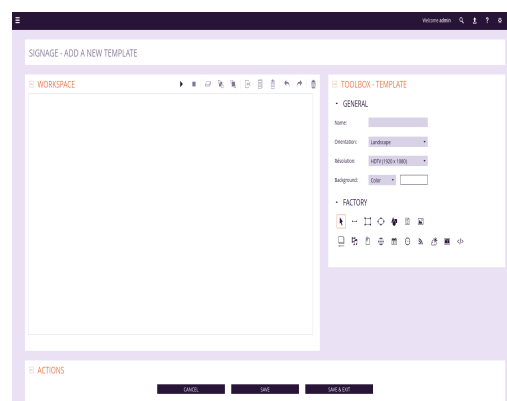 Welcome admin ?
SIGNAGE - ADD A NEW TEMPLATE
WORKSPACE
TOOLBOX - TEMPLATE
GENERAL
Name:
Orientation: Landscape
Resolution: HDTV (1920 x 1080)
Background: Color
FACTORY
ACTIONS
CANCEL
SAVE
SAVE & EXIT